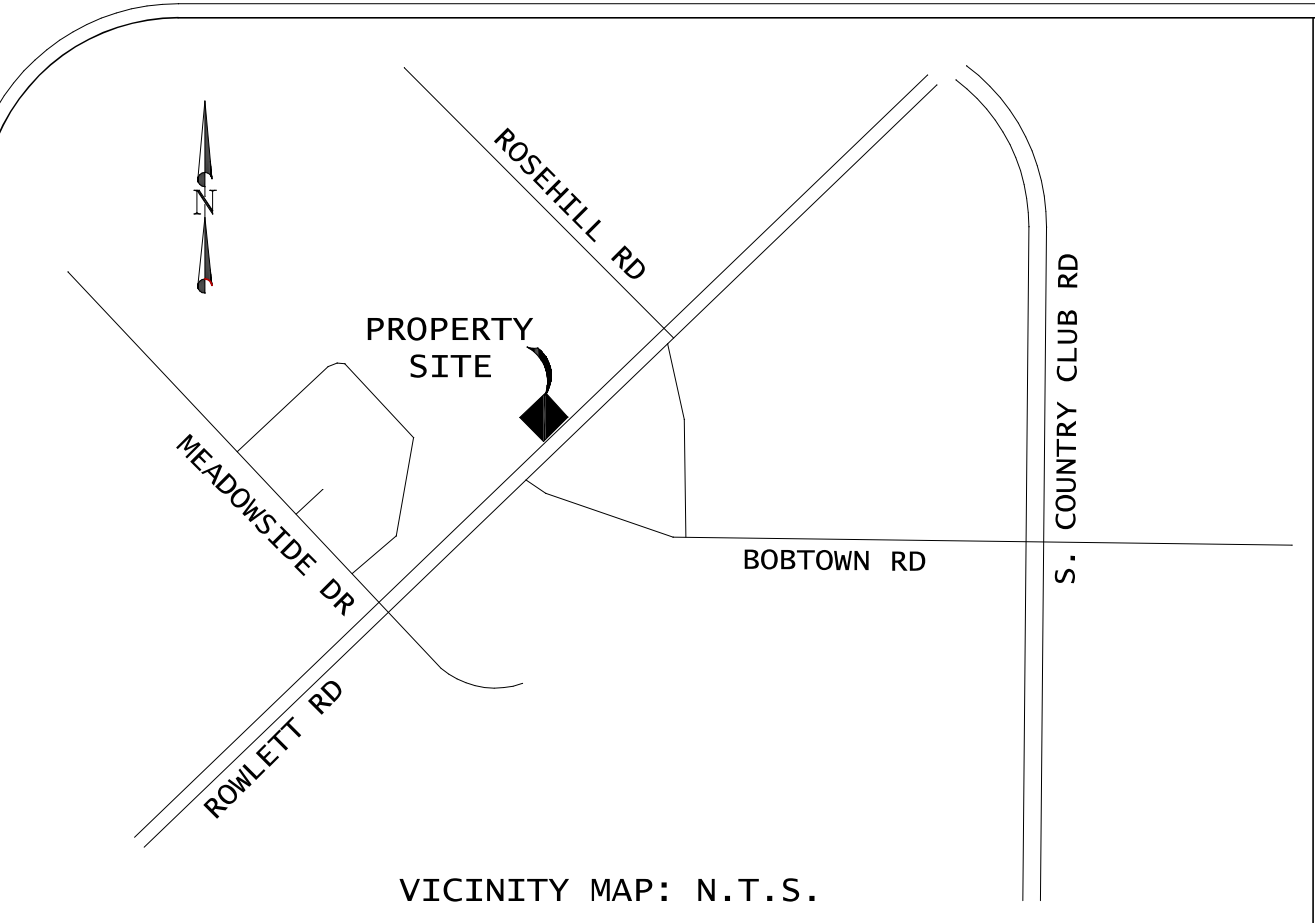 ROSEHILL RD
N
S. COUNTRY CLUB RD
PROPERTY
SITE
MEADOWSIDE DR
BOBTOWN RD
ROWLETT RD
VICINITY MAP: N.T.S.